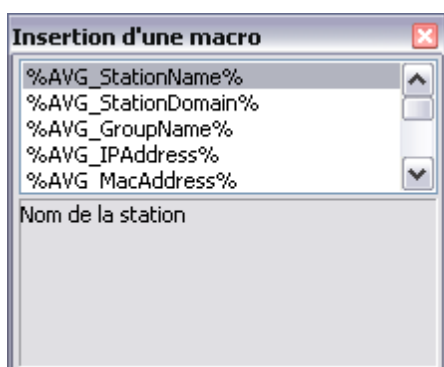 Insertion d'une macro
%AVG_StationName%
%AVG_StationDomain%
%AVG_GroupName%
%AVG_IPAddress%
%AVG_MacAddress%
Nom de la station